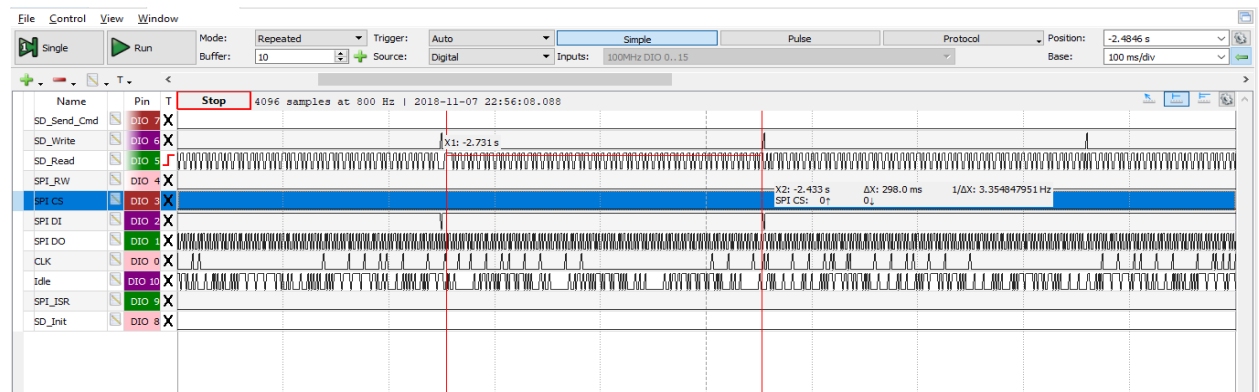 File Control View Window
Single Run Mode: Repeated Trigger: Auto Simple Pulse Protocol Position: -2.4846 s
Buffer: 10 Source: Digital Inputs: 100MHz DIO 0..15 Base: 100 ms/div
T
Name Pin T Stop 4096 samples at 800 Hz | 2018-11-07 22:56:08.088
SD_Send_Cmd DIO 7 X
SD_Write DIO 6 X X1: -2.731 s
SD_Read DIO 5
SPI_RW DIO 4 X
X2: -2.433 s ΔX: 298.0 ms 1/ΔX: 3.354847951 Hz
SPI CS DIO 3 X SPI CS: 0↑ 0↓
SPI DI DIO 2 X
SPI DO DIO 1 X
CLK DIO 0 X
Idle DIO 10 X
SPI_ISR DIO 9 X
SD_Init DIO 8 X